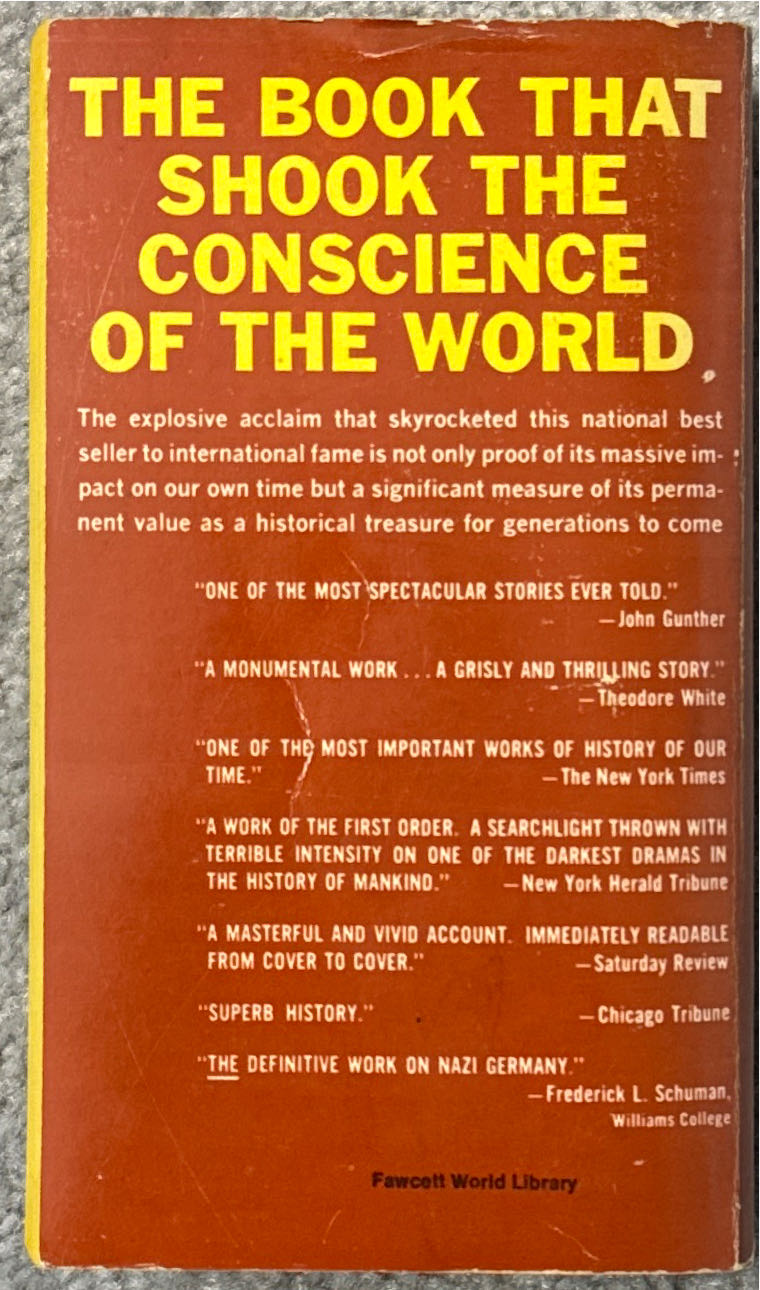 THE BOOK THAT
SHOOK THE
CONSCIENCE
OF THE WORLD
The explosive acclaim that skyrocketed this national best
seller to international fame is not only proof of its massive im-
pact on our own time but a significant measure of its perma-
nent value as a historical treasure for generations to come
"ONE OF THE MOST SPECTACULAR STORIES EVER TOLD."
—John Gunther
"A MONUMENTAL WORK...A GRISLY AND THRILLING STORY."
—Theodore White
"ONE OF THE MOST IMPORTANT WORKS OF HISTORY OF OUR
TIME." —The New York Times
"A WORK OF THE FIRST ORDER. A SEARCHLIGHT THROWN WITH
TERRIBLE INTENSITY ON ONE OF THE DARKEST DRAMAS IN
THE HISTORY OF MANKIND." —New York Herald Tribune
"A MASTERFUL AND VIVID ACCOUNT. IMMEDIATELY READABLE
FROM COVER TO COVER." —Saturday Review
"SUPERB HISTORY." —Chicago Tribune
"THE DEFINITIVE WORK ON NAZI GERMANY."
—Frederick L. Schuman,
Williams College
Fawcett World Library